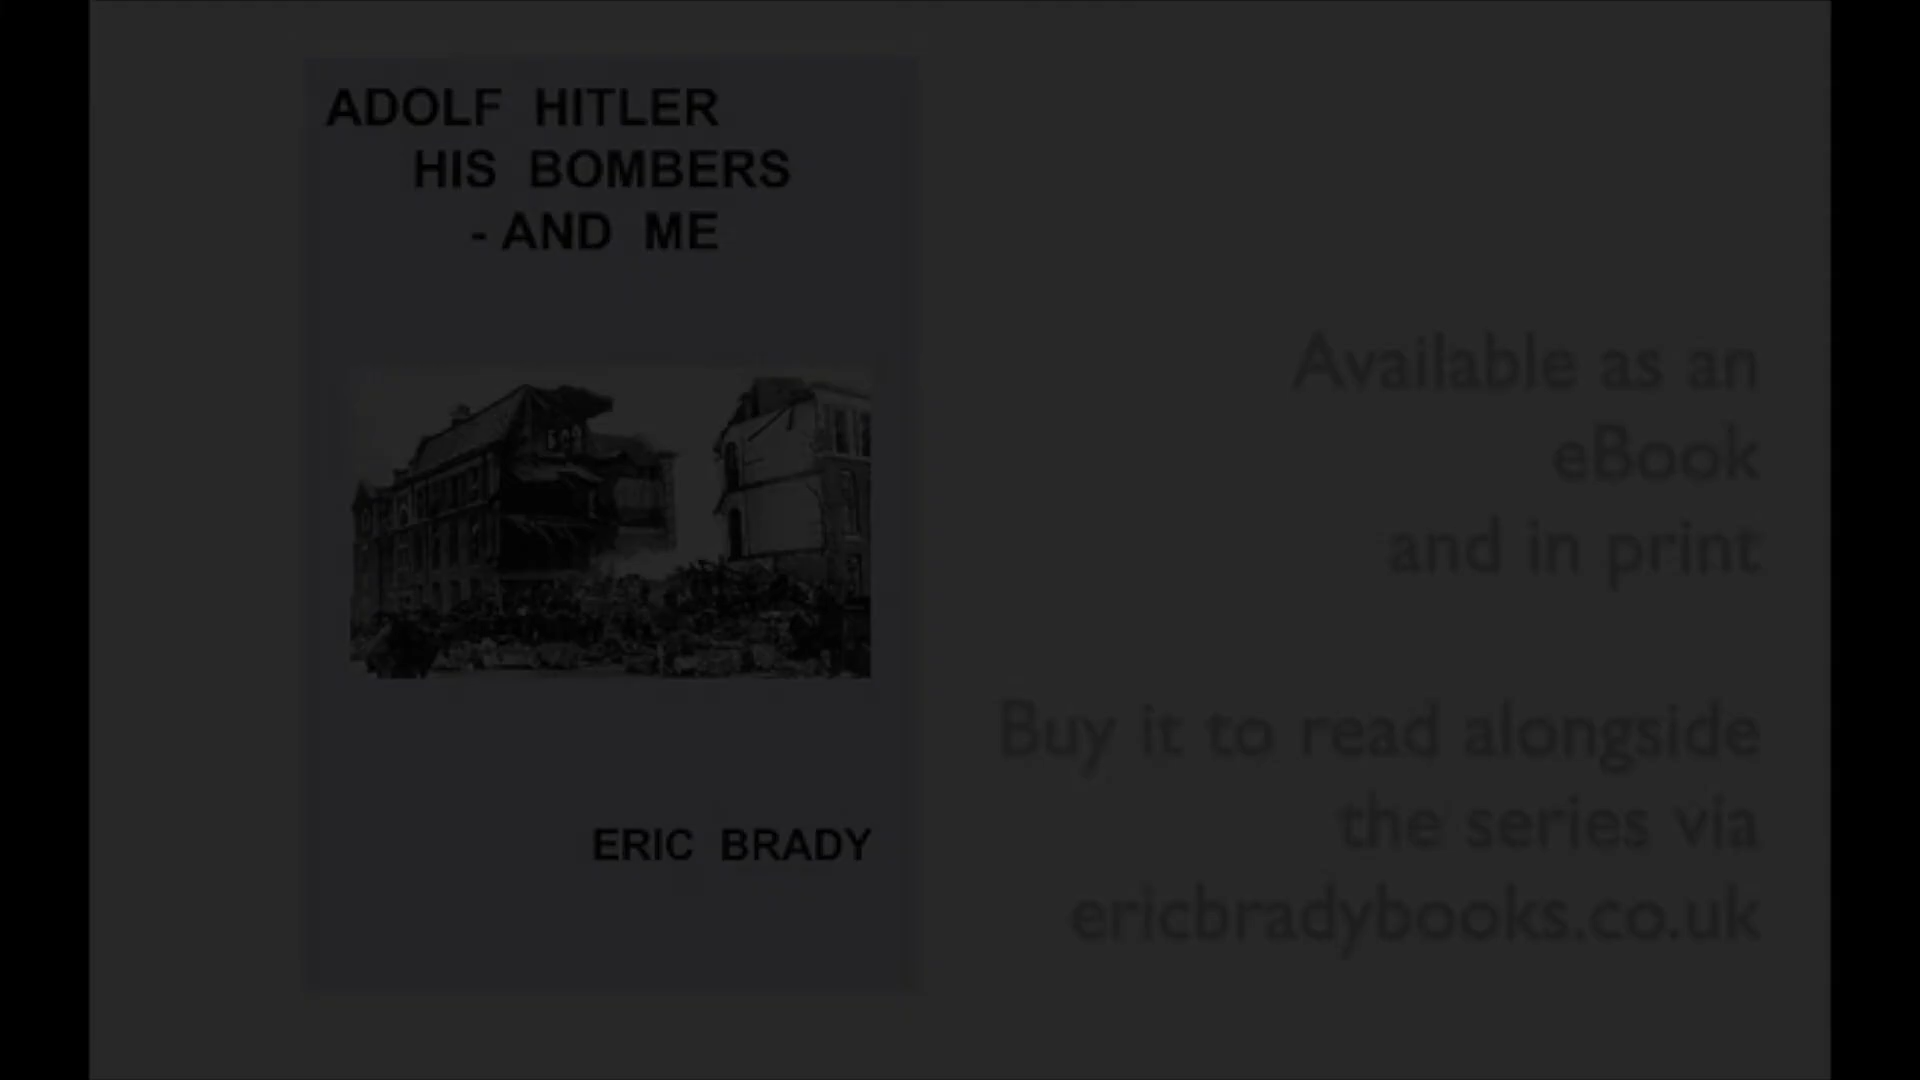 ADOLF HITLER
HIS BOMBERS
- AND ME
ERIC BRADY
Available as an
eBook
and in print
Buy it to read alongside
the series via
ericbradybooks.co.uk